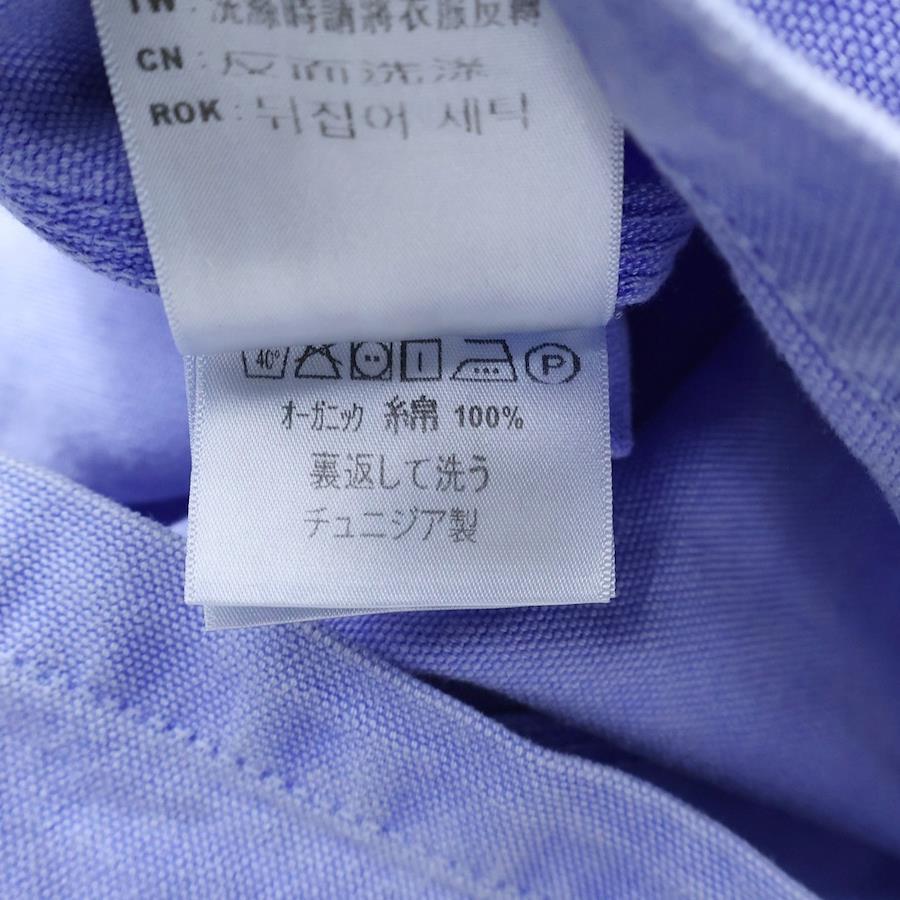 TW : 洗滌時請將衣服反轉
CN : 反面洗涤
ROK : 뒤집어 세탁
40°
P
オーガニック 綿 100%
裏返して洗う
チュニジア製